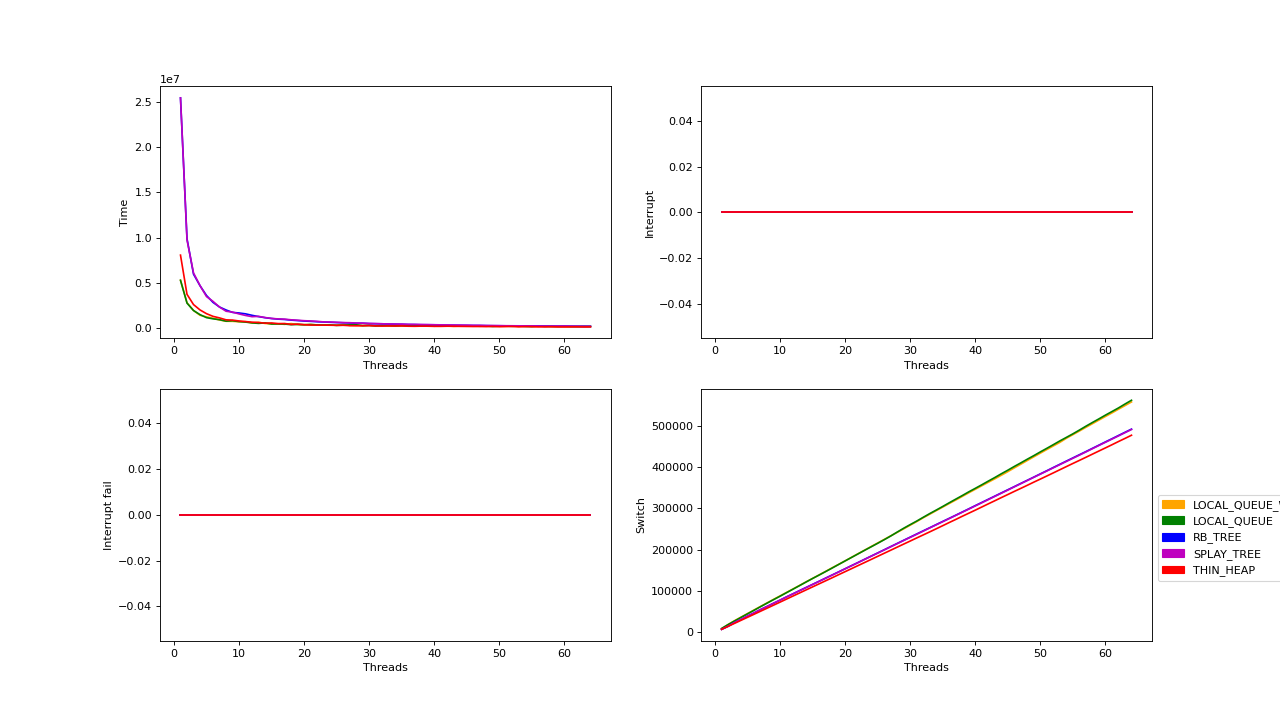 1e7
2.5
2.0
1.5
1.0
0.5
0.0
Time
0 10 20 30 40 50 60
Threads
0.04
0.02
0.00
−0.02
−0.04
Interrupt
0 10 20 30 40 50 60
Threads
0.04
0.02
0.00
−0.02
−0.04
Interrupt fail
0 10 20 30 40 50 60
Threads
500000
400000
300000
200000
100000
0
Switch
0 10 20 30 40 50 60
Threads
LOCAL_QUEUE
RB_TREE
SPLAY_TREE
THIN_HEAP